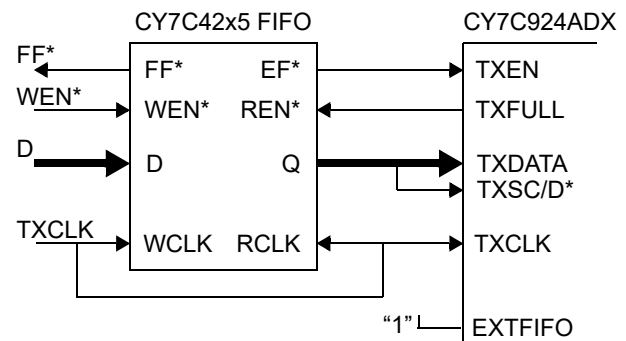 CY7C42x5 FIFO CY7C924ADX
FF* FF* EF* TXEN
WEN* WEN* REN* TXFULL
D D Q TXDATA
TXSC/D*
TXCLK WCLK RCLK TXCLK
“1” EXTFIFO